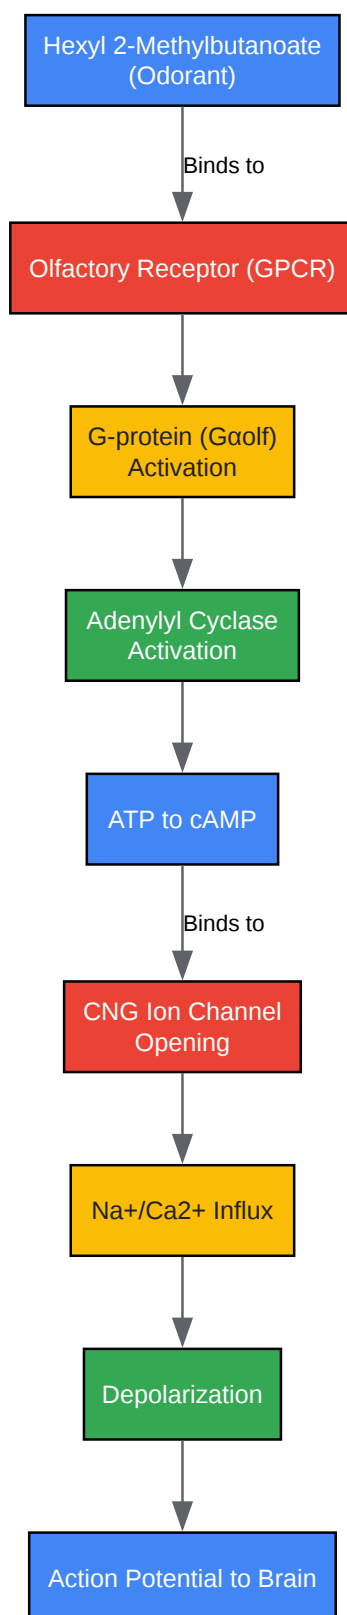 Hexyl 2-Methylbutanoate
(Odorant)
Binds to
Olfactory Receptor (GPCR)
G-protein (Gαolf)
Activation
Adenylyl Cyclase
Activation
ATP to cAMP
Binds to
CNG Ion Channel
Opening
Na+/Ca2+ Influx
Depolarization
Action Potential to Brain